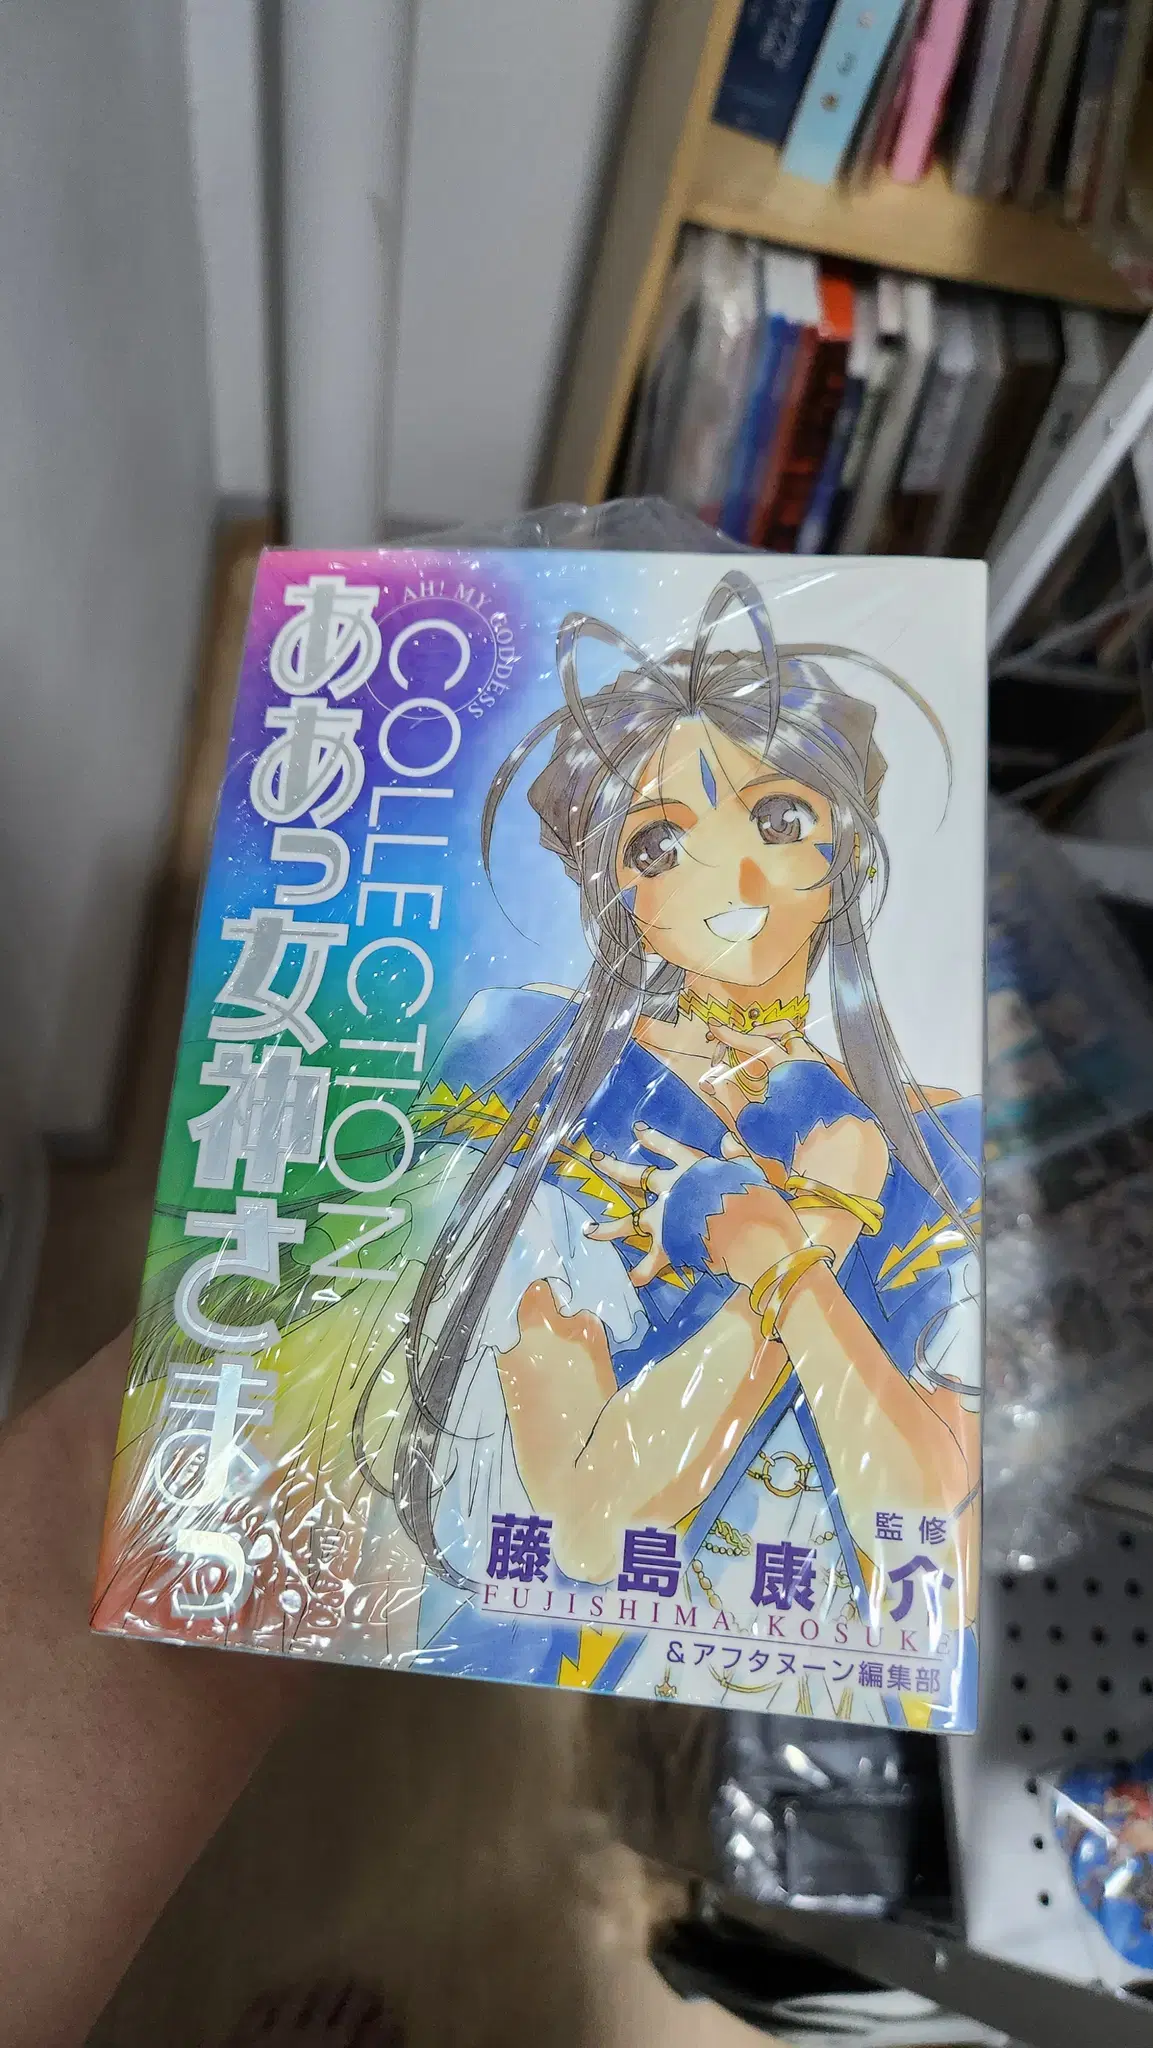 ああっ女神さまっ
AH! MY GODDESS
COLLECTION
監修
藤島康介
FUJISHIMA KOSUKE
&アフタヌーン編集部